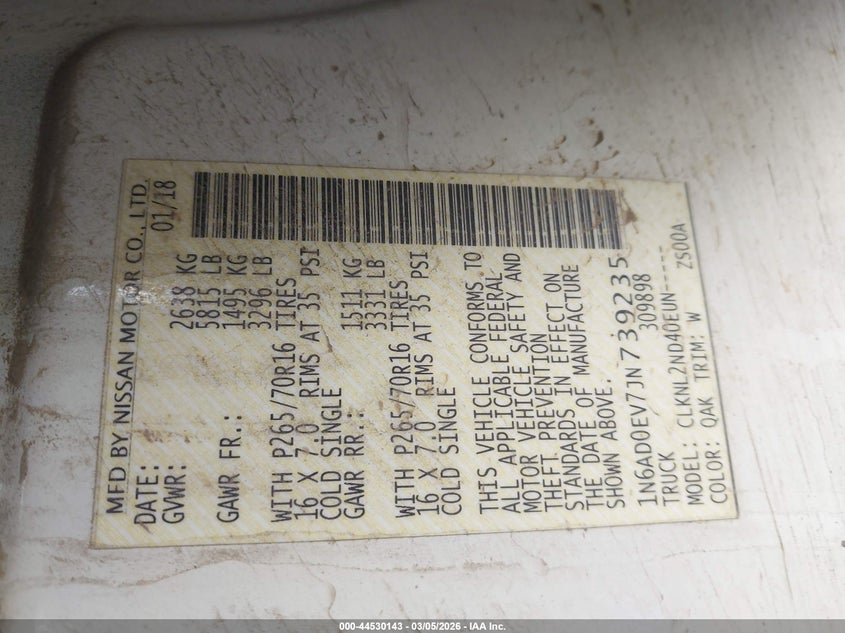 MFD BY NISSAN MOTOR CO., LTD.
DATE: 01/18
GVWR: 2638 KG
5815 LB
GAWR FR.: 1495 KG
3296 LB
WITH P265/70R16 TIRES
16 X 7.0 RIMS AT 35 PSI
COLD SINGLE
GAWR RR.: 1511 KG
3331 LB
WITH P265/70R16 TIRES
16 X 7.0 RIMS AT 35 PSI
COLD SINGLE
THIS VEHICLE CONFORMS TO
ALL APPLICABLE FEDERAL
MOTOR VEHICLE SAFETY AND
THEFT PREVENTION
STANDARDS IN EFFECT ON
THE DATE OF MANUFACTURE
SHOWN ABOVE.
1N6AD0EV7JN739235
TRUCK 309898
MODEL: CLKNL2ND40EUN-----
COLOR: QAK TRIM: W ZS00A
000-44530143 - 03/05/2026 - IAA Inc.